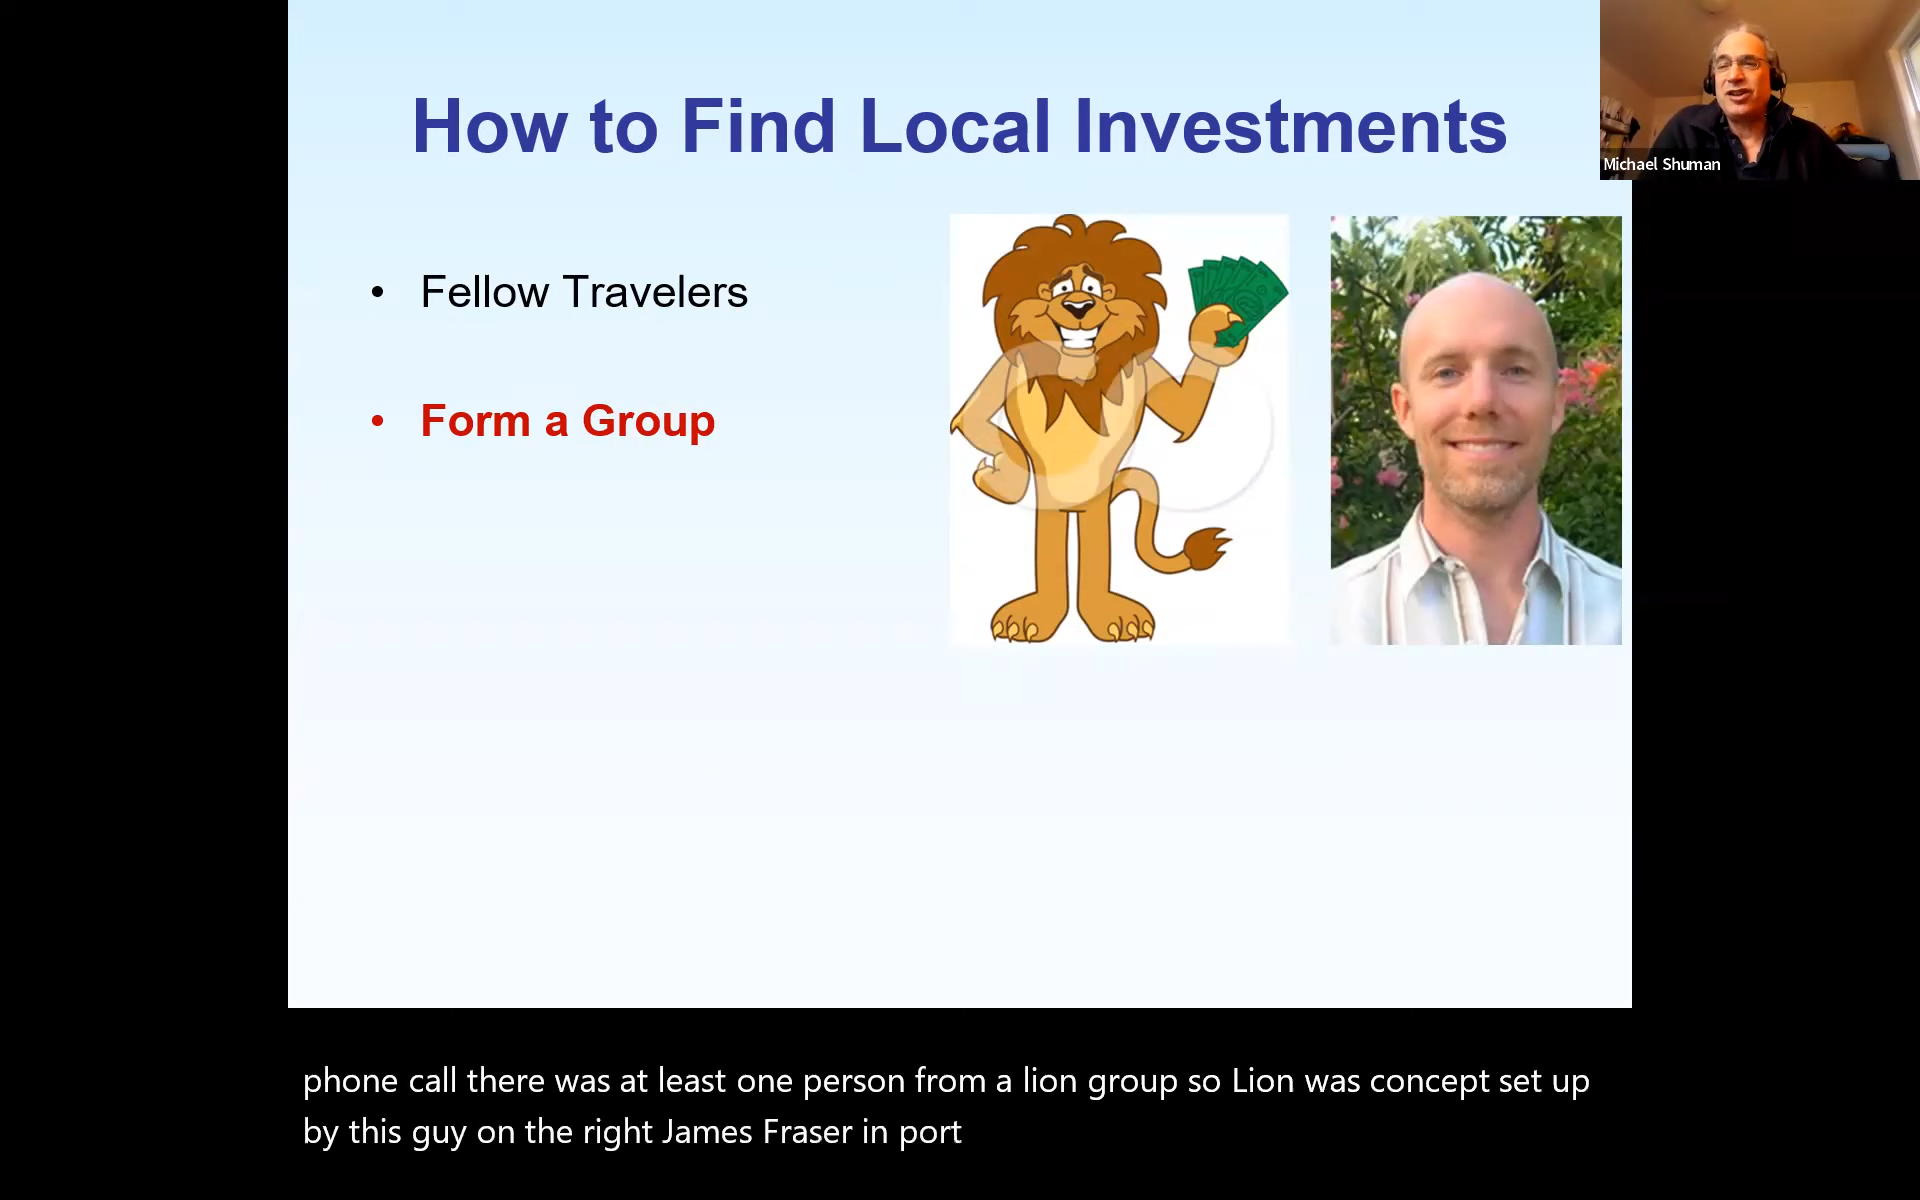 How to Find Local Investments
Michael Shuman
• Fellow Travelers
• Form a Group
phone call there was at least one person from a lion group so Lion was concept set up
by this guy on the right James Fraser in port